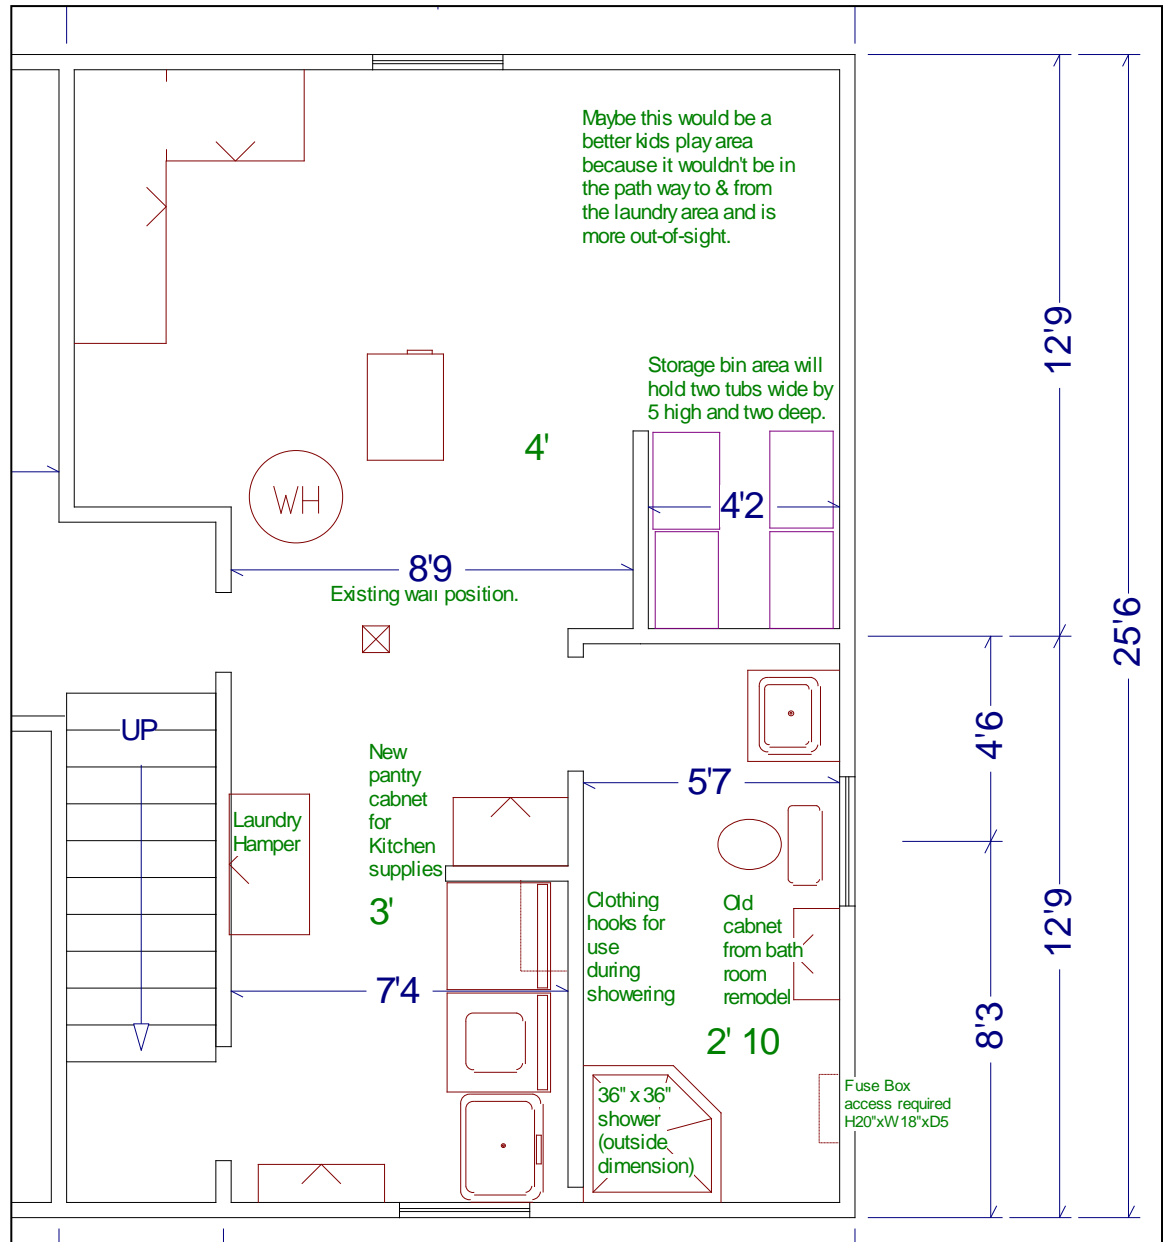 Maybe this would be a
better kids play area
because it wouldn't be in
the path way to & from
the laundry area and is
more out-of-sight.
12'9
Storage bin area will
hold two tubs wide by
5 high and two deep.
4'
WH
4'2
8'9
Existing wall position.
25'6
UP
4'6
New
pantry
cabnet
for
Kitchen
supplies
5'7
Laundry
Hamper
3'
Clothing
hooks for
use
during
showering
Old
cabnet
from bath
room
remodel
12'9
7'4
8'3
2' 10
36" x 36"
shower
(outside
dimension)
Fuse Box
access required
H20"xW18"xD5